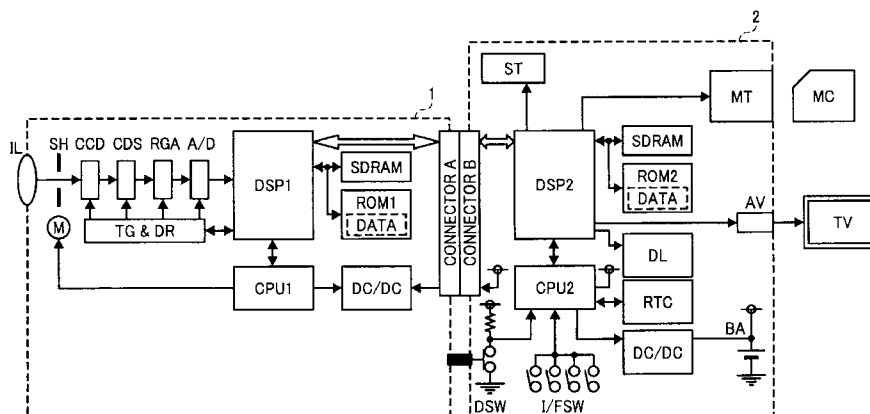 2
1
ST
MT
MC
IL
SH
CCD
CDS
RGA
A/D
DSP1
SDRAM
ROM1
DATA
TG & DR
M
CPU1
DC/DC
CONNECTOR A
CONNECTOR B
DSP2
SDRAM
ROM2
DATA
AV
TV
DL
CPU2
RTC
DC/DC
BA
DSW
I/FSW